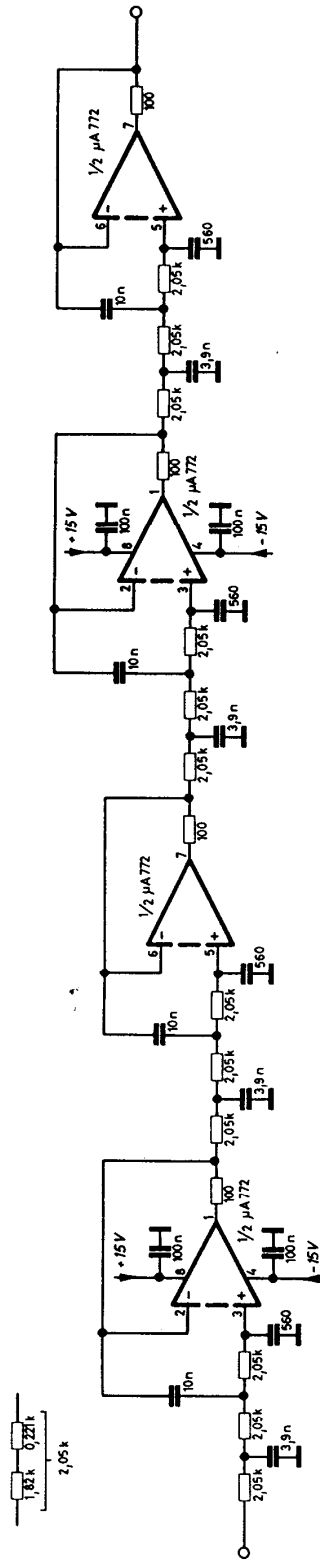 1,82k
0,221k
2,05k
2,05k
3,9n
2,05k
10n
2,05k
560
2 -
3 +
+15V
8
100n
4
100n
-15V
1
½ µA772
100
2,05k
3,9n
2,05k
10n
2,05k
560
6 -
5 +
½ µA772
7
100
2,05k
3,9n
2,05k
10n
2,05k
560
2 -
3 +
+15V
8
100n
4
100n
-15V
1
½ µA772
100
2,05k
3,9n
2,05k
10n
2,05k
560
6 -
5 +
½ µA772
7
100